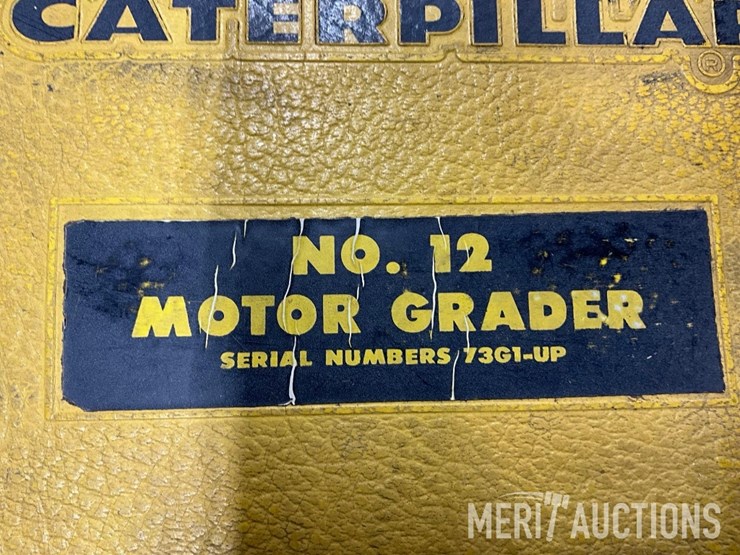 CATERPILLAR
®
NO. 12
MOTOR GRADER
SERIAL NUMBERS 73G1-UP
MERIT AUCTIONS